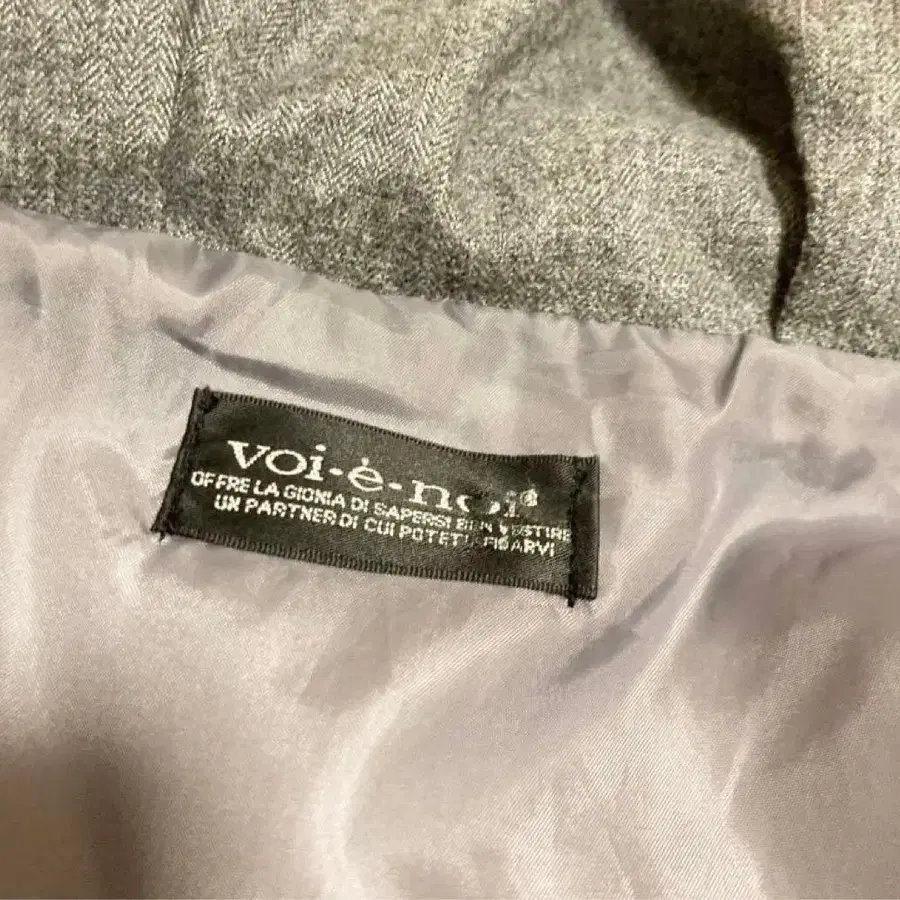 voi-è-noi
OFFRE LA GIONIA DI SAPERSI BEN VESTIRE
UN PARTNER DI CUI POTETE FIDARVI